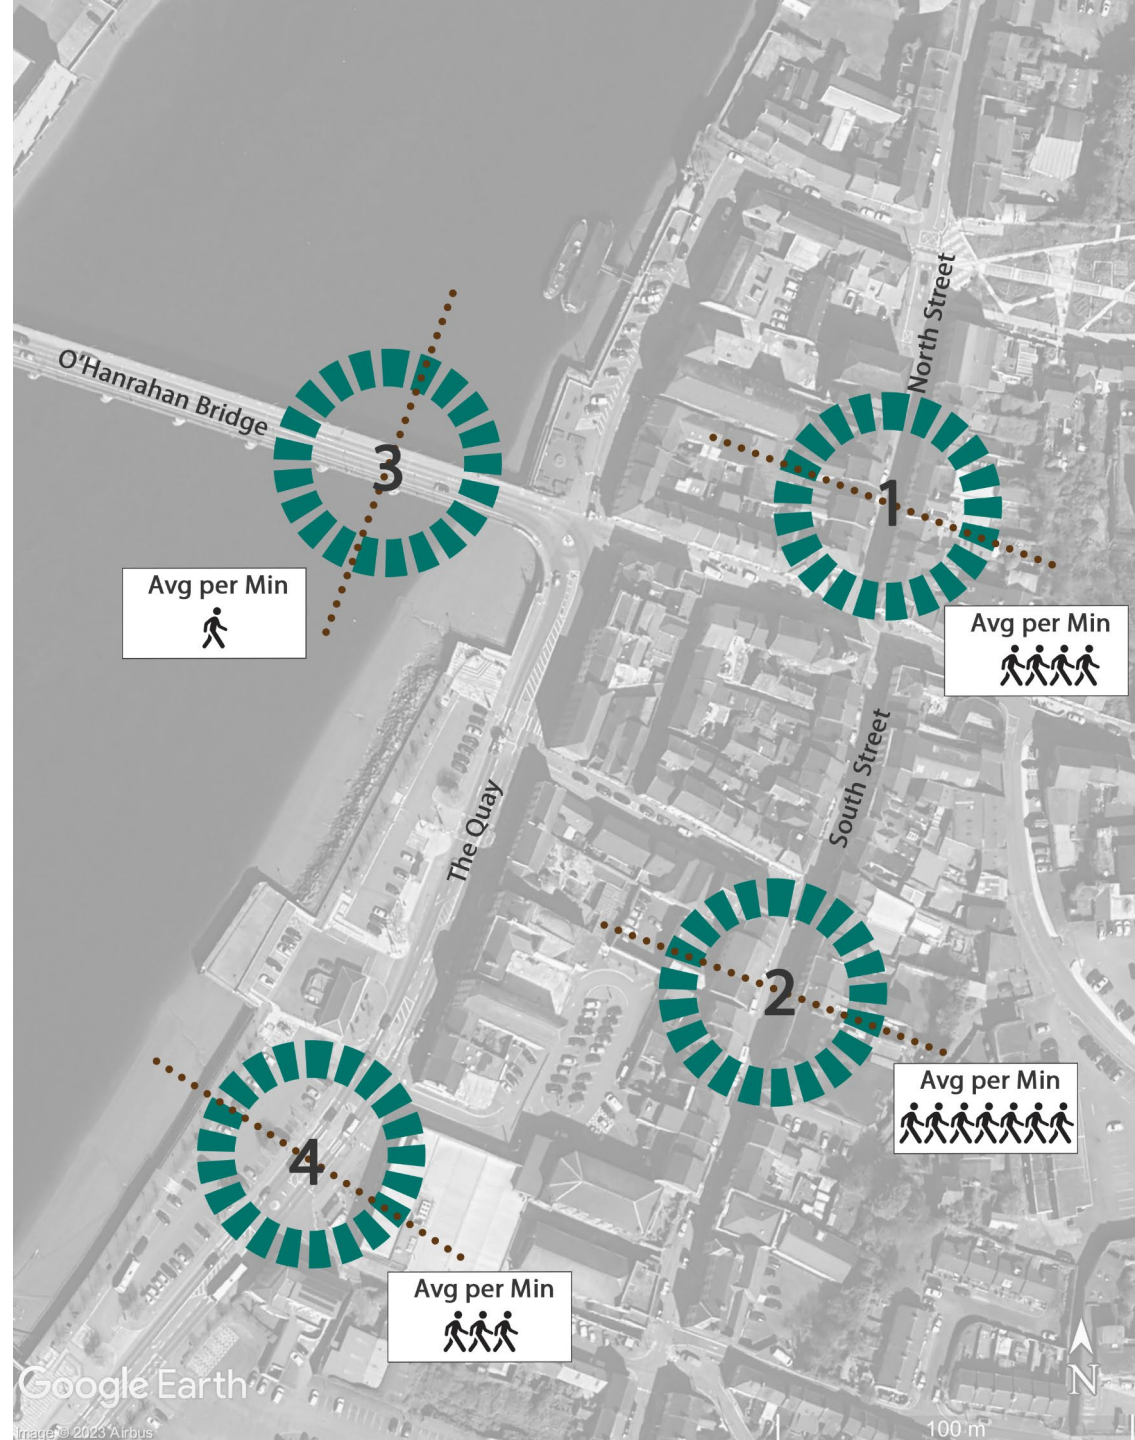 North Street
O'Hanrahan Bridge
3
1
Avg per Min
Avg per Min
South Street
The Quay
2
Avg per Min
4
Avg per Min
Google Earth
N
Image © 2023 Airbus
100 m